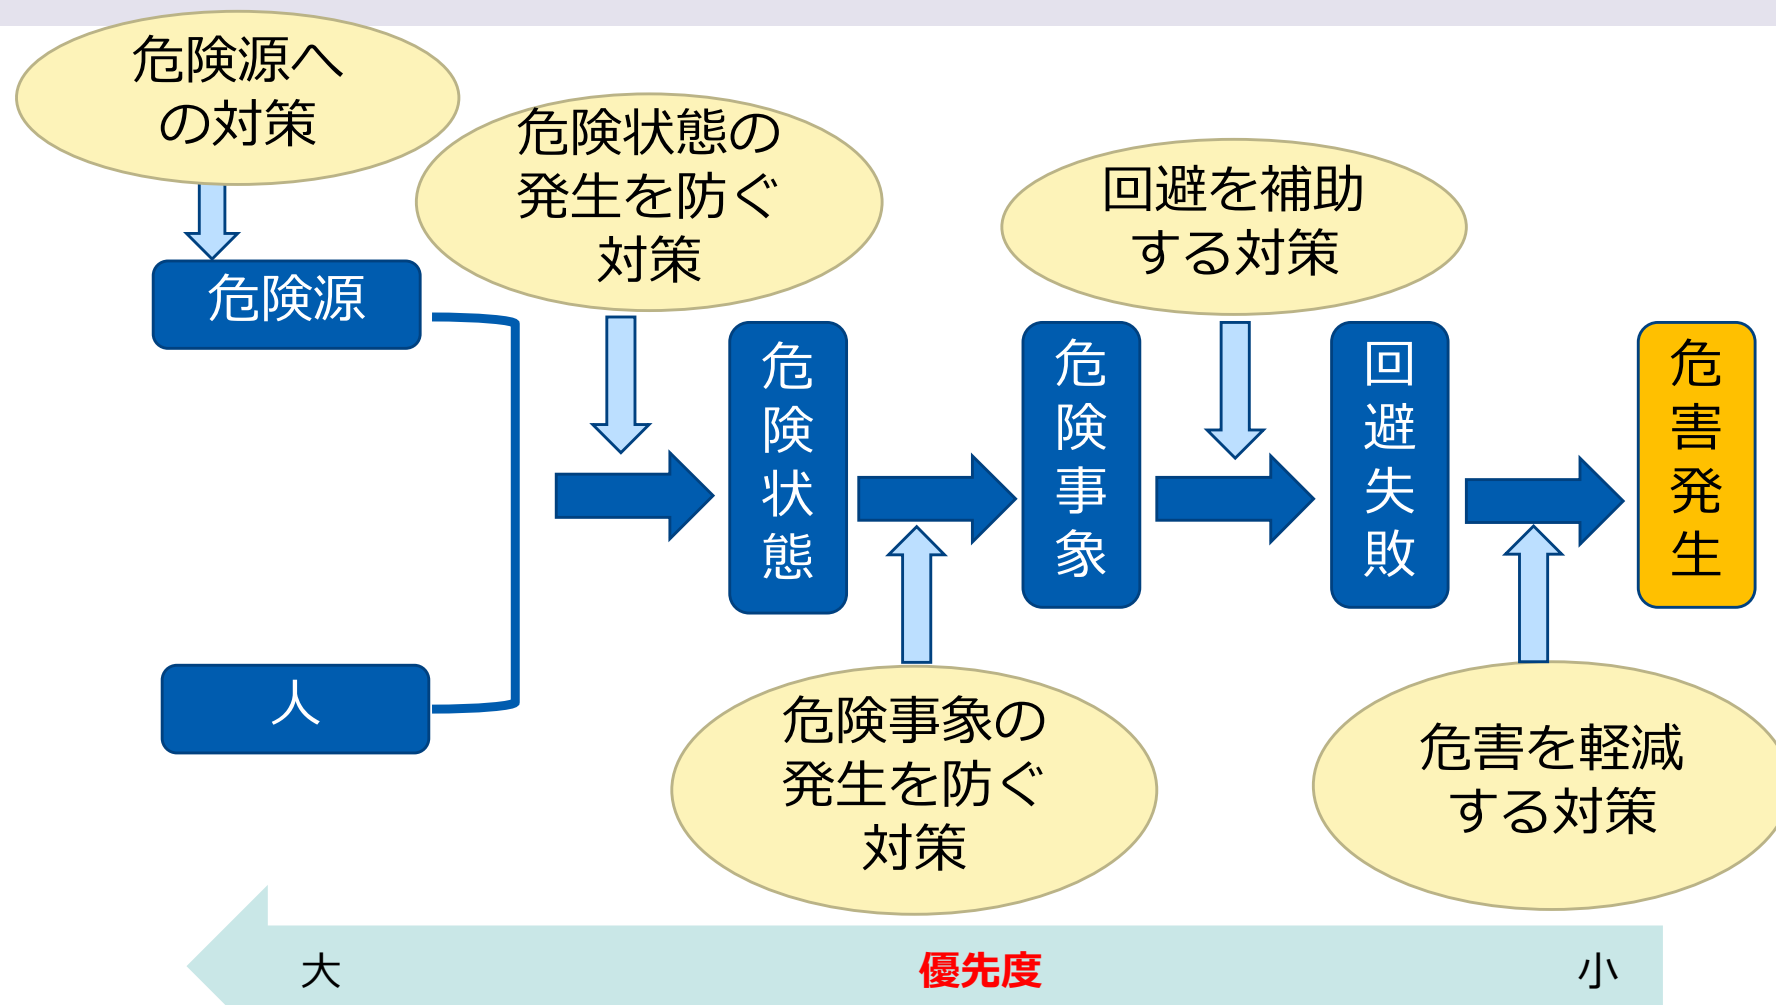 危険源へ
の対策
危険状態の
発生を防ぐ
対策
回避を補助
する対策
危険源
人
危険状態
危険事象
回避失敗
危害発生
危険事象の
発生を防ぐ
対策
危害を軽減
する対策
大
優先度
小